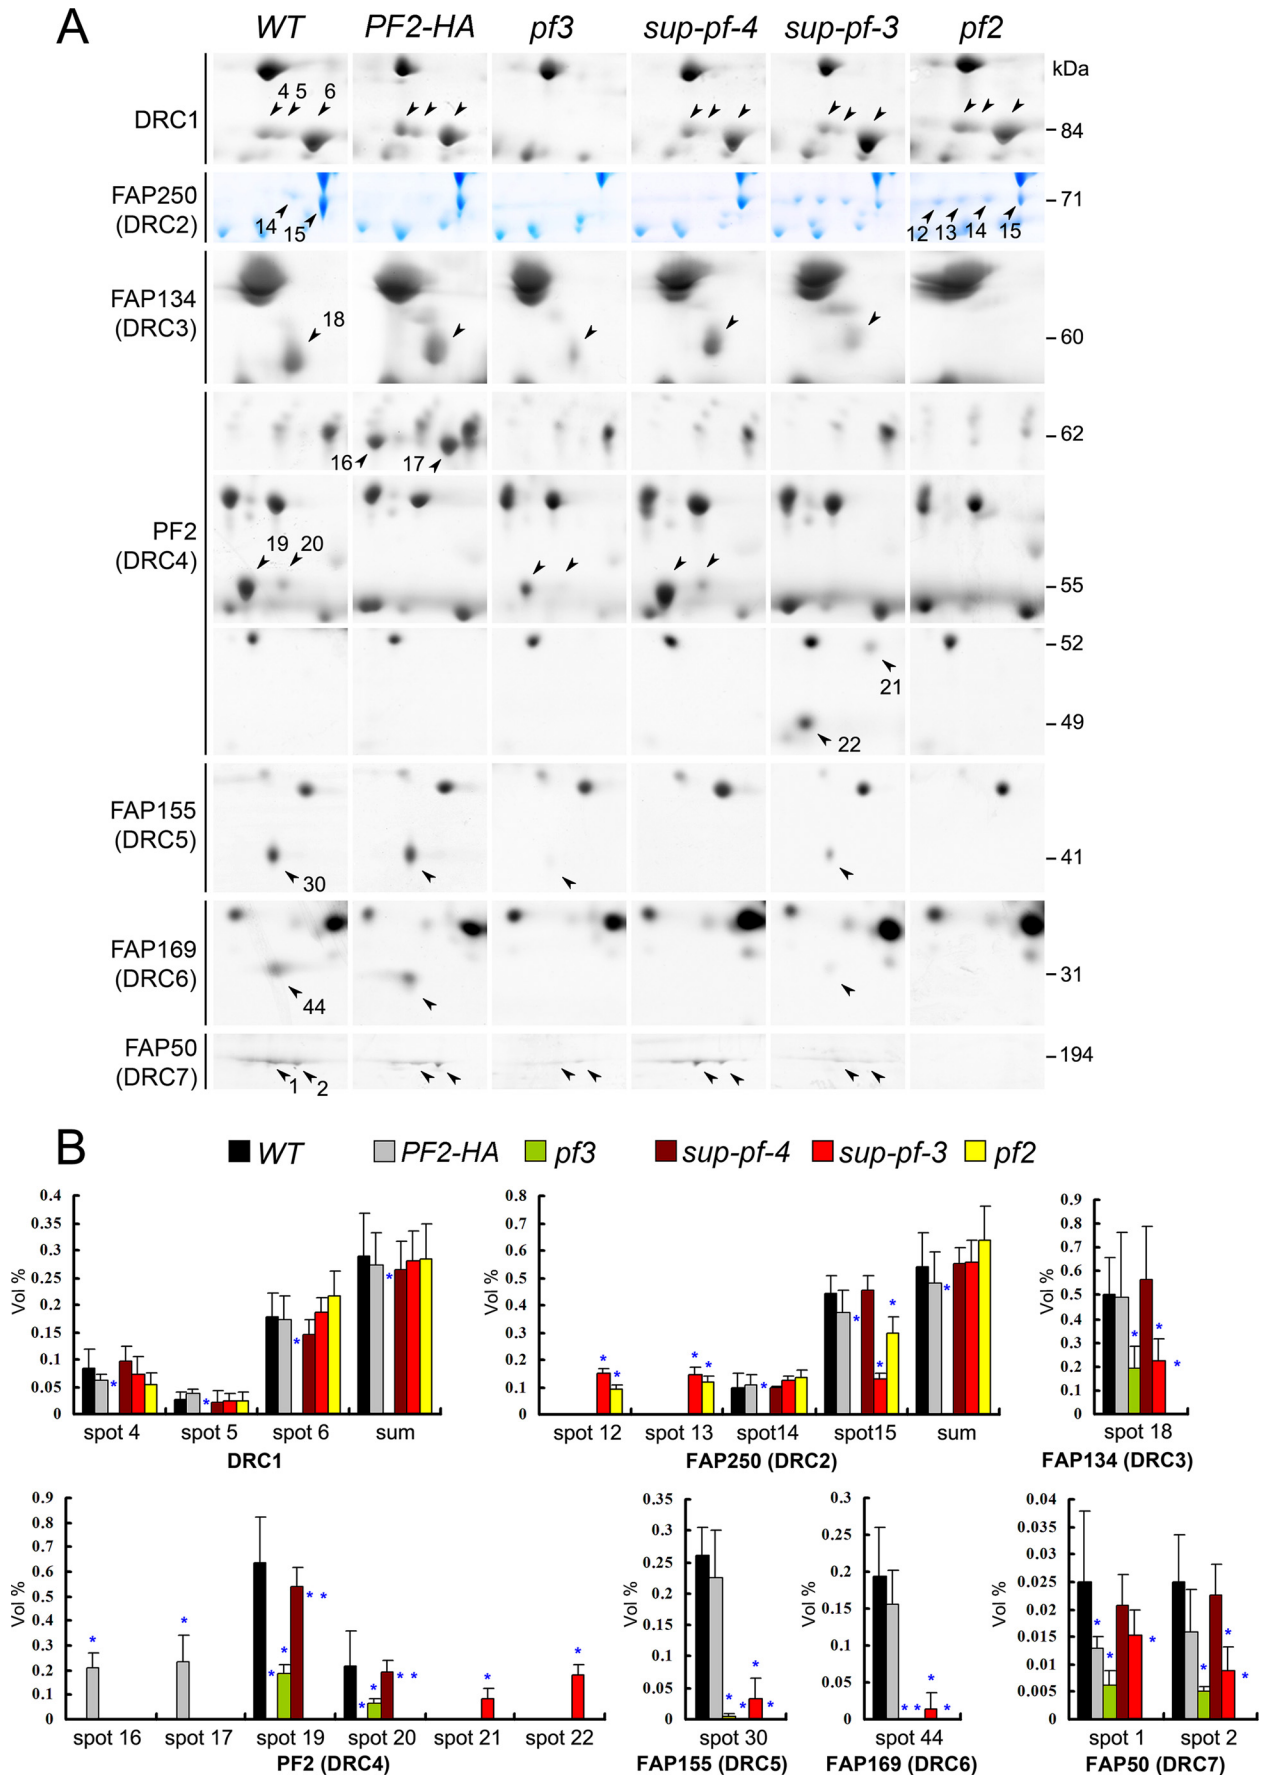 A
WT PF2-HA pf3 sup-pf-4 sup-pf-3 pf2
kDa
DRC1
4 5 6
84
FAP250
(DRC2)
14 15
12 13 14 15
71
FAP134
(DRC3)
18
60
16 17
62
PF2
(DRC4)
19 20
55
52
21
49
22
FAP155
(DRC5)
30
41
FAP169
(DRC6)
44
31
FAP50
(DRC7)
1 2
194
B
WT PF2-HA pf3 sup-pf-4 sup-pf-3 pf2
Vol %
0.4
0.35
0.3
0.25
0.2
0.15
0.1
0.05
0
* * * *
spot 4 spot 5 spot 6 sum
DRC1
Vol %
0.8
0.7
0.6
0.5
0.4
0.3
0.2
0.1
0
* * * * * * * * *
spot 12 spot 13 spot14 spot15 sum
FAP250 (DRC2)
Vol %
0.9
0.8
0.7
0.6
0.5
0.4
0.3
0.2
0.1
0
* * *
spot 18
FAP134 (DRC3)
Vol %
0.9
0.8
0.7
0.6
0.5
0.4
0.3
0.2
0.1
0
* * * * * * * * * * * *
spot 16 spot 17 spot 19 spot 20 spot 21 spot 22
PF2 (DRC4)
Vol %
0.35
0.3
0.25
0.2
0.15
0.1
0.05
0
* * * *
spot 30
FAP155 (DRC5)
Vol %
0.3
0.25
0.2
0.15
0.1
0.05
0
* * * *
spot 44
FAP169 (DRC6)
Vol %
0.04
0.035
0.03
0.025
0.02
0.015
0.01
0.005
0
* * * * * *
spot 1 spot 2
FAP50 (DRC7)